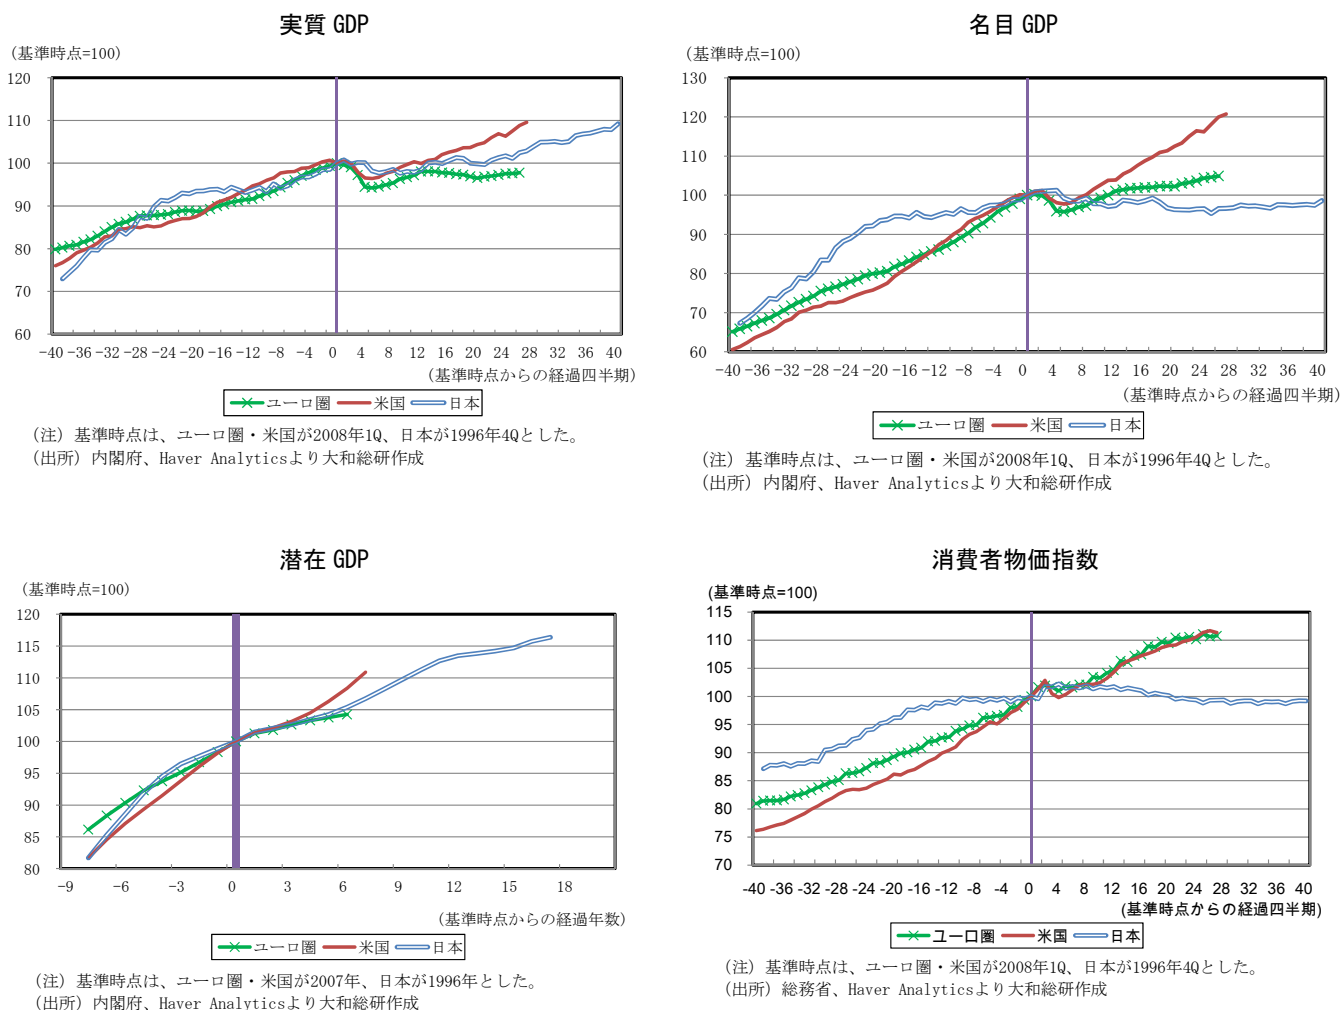 実質 GDP
(基準時点=100)
120
110
100
90
80
70
60
-40 -36 -32 -28 -24 -20 -16 -12 -8 -4 0 4 8 12 16 20 24 28 32 36 40
(基準時点からの経過四半期)
ユーロ圏 米国 日本
(注) 基準時点は、ユーロ圏・米国が2008年1Q、日本が1996年4Qとした。
(出所) 内閣府、Haver Analyticsより大和総研作成
名目 GDP
(基準時点=100)
130
120
110
100
90
80
70
60
-40 -36 -32 -28 -24 -20 -16 -12 -8 -4 0 4 8 12 16 20 24 28 32 36 40
(基準時点からの経過四半期)
ユーロ圏 米国 日本
(注) 基準時点は、ユーロ圏・米国が2008年1Q、日本が1996年4Qとした。
(出所) 内閣府、Haver Analyticsより大和総研作成
潜在 GDP
(基準時点=100)
120
115
110
105
100
95
90
85
80
-9 -6 -3 0 3 6 9 12 15 18
(基準時点からの経過年数)
ユーロ圏 米国 日本
(注) 基準時点は、ユーロ圏・米国が2007年、日本が1996年とした。
(出所) 内閣府、Haver Analyticsより大和総研作成
消費者物価指数
(基準時点=100)
115
110
105
100
95
90
85
80
75
70
-40 -36 -32 -28 -24 -20 -16 -12 -8 -4 0 4 8 12 16 20 24 28 32 36 40
(基準時点からの経過四半期)
ユーロ圏 米国 日本
(注) 基準時点は、ユーロ圏・米国が2008年1Q、日本が1996年4Qとした。
(出所) 総務省、Haver Analyticsより大和総研作成